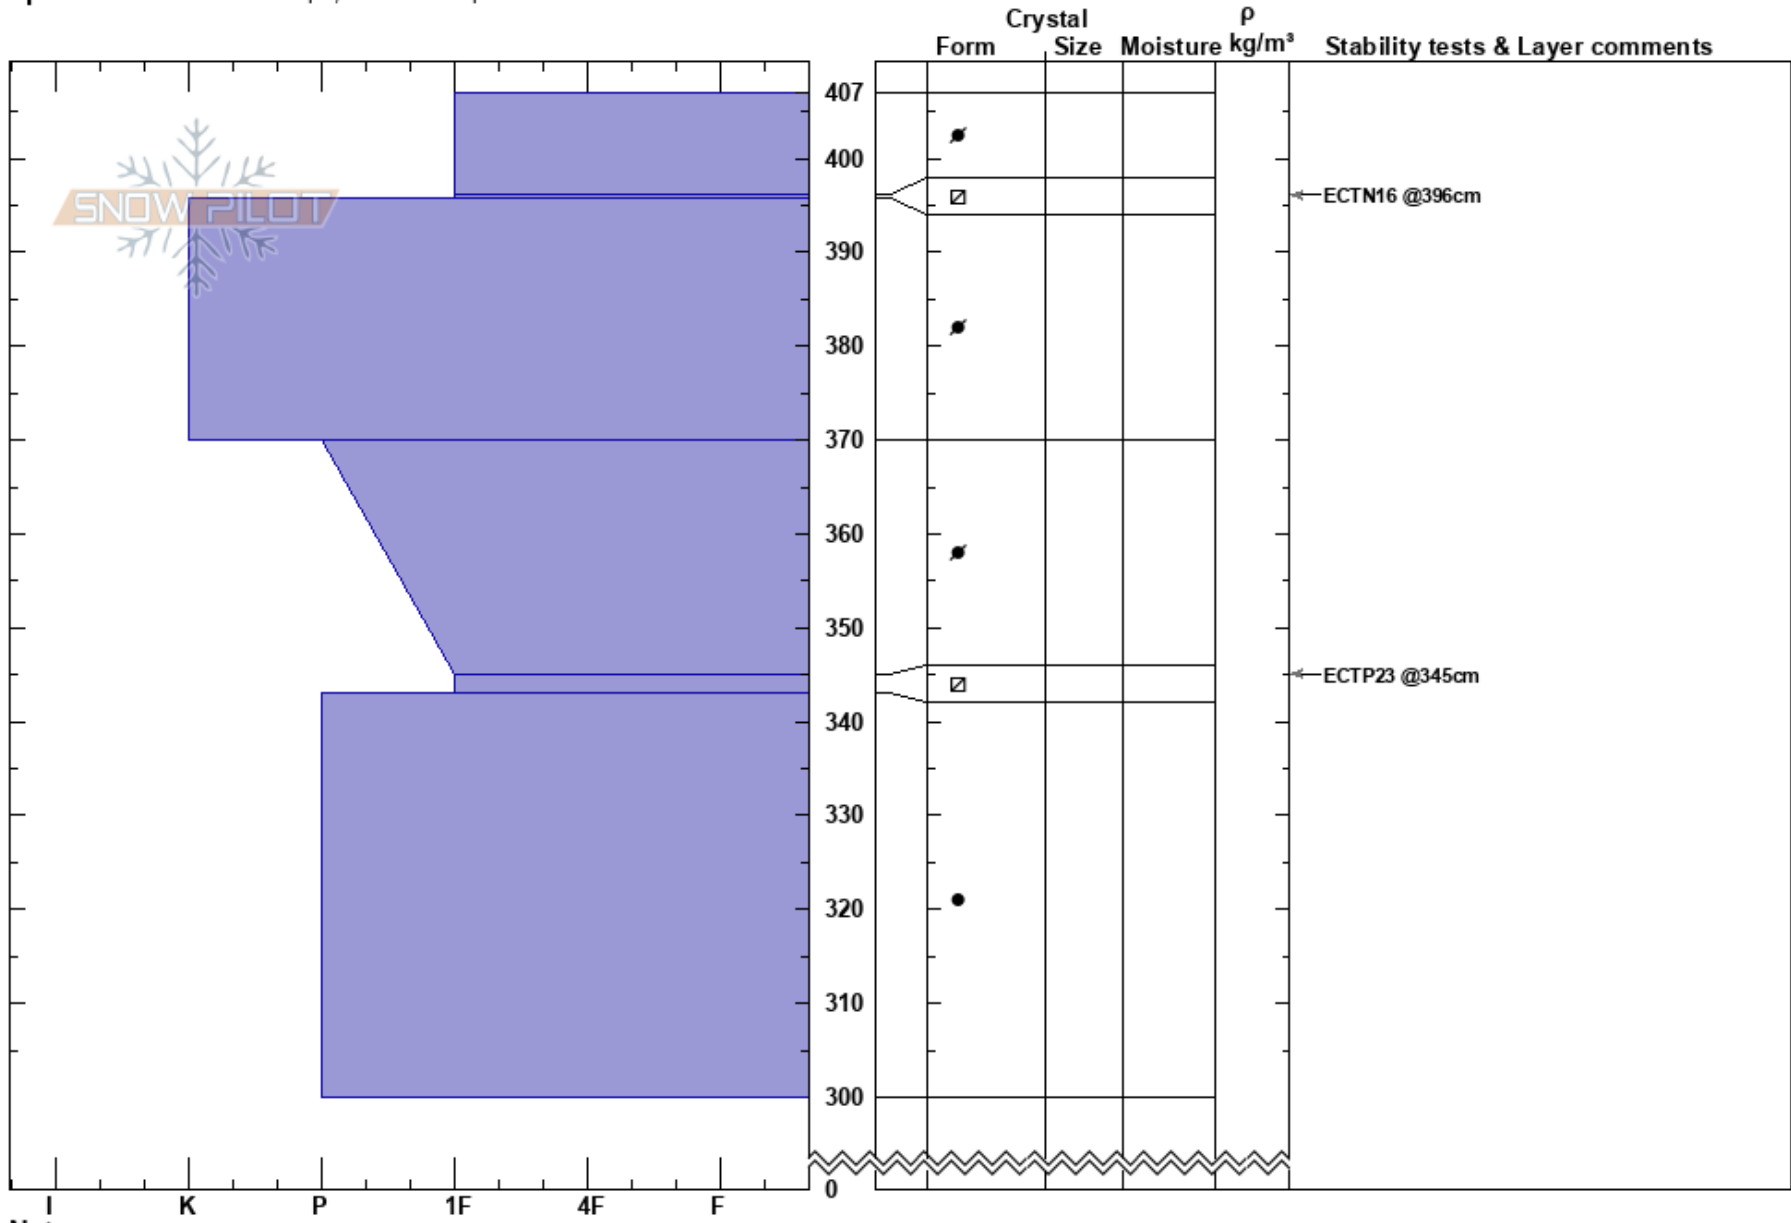 Crystal ρ
Form Size Moisture kg/m³ Stability tests & Layer comments
407
400
SNOW PILOT
ECTN16 @396cm
390
380
370
360
350
ECTP23 @345cm
340
330
320
310
300
0
I K P 1F 4F F